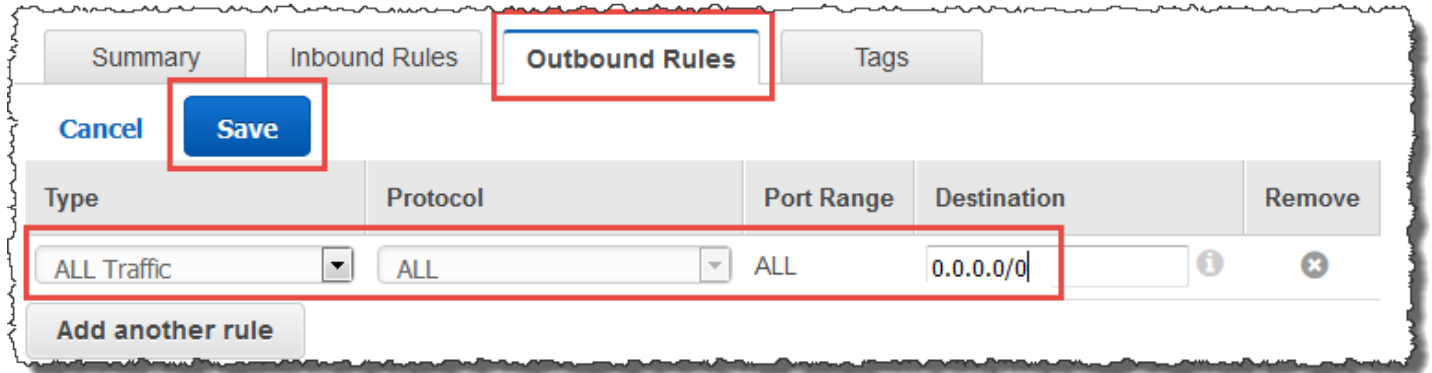 Summary Inbound Rules Outbound Rules Tags
Cancel Save
Type Protocol Port Range Destination Remove
ALL Traffic ALL ALL 0.0.0.0/0
Add another rule